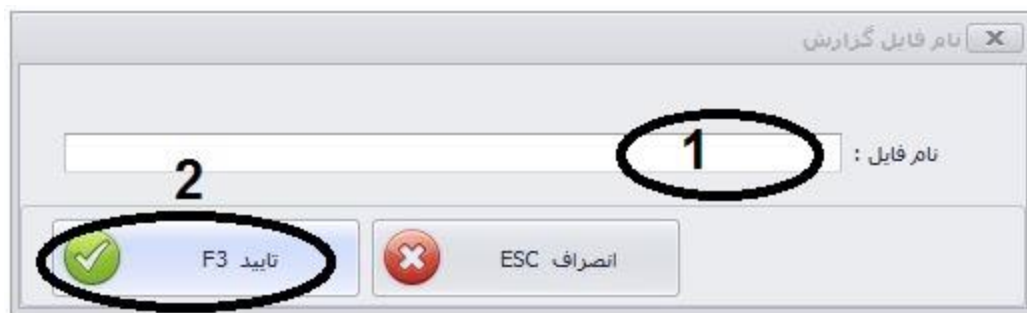 نام فایل گزارش
نام فایل :
1
2
انصراف ESC
تایید F3